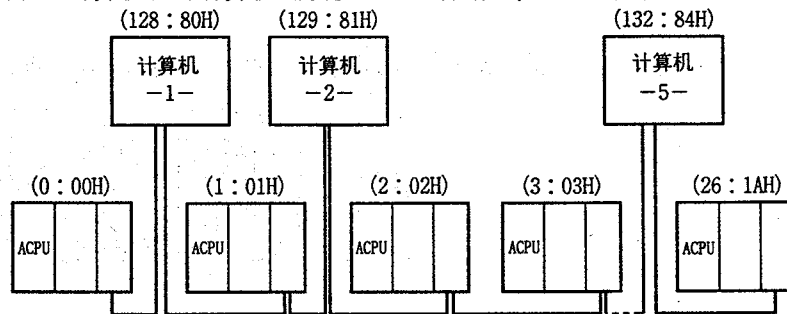 (128：80H) (129：81H) (132：84H)
计算机 计算机 计算机
－1－ －2－ －5－
(0：00H) (1：01H) (2：02H) (3：03H) (26：1AH)
ACPU ACPU ACPU ACPU ACPU